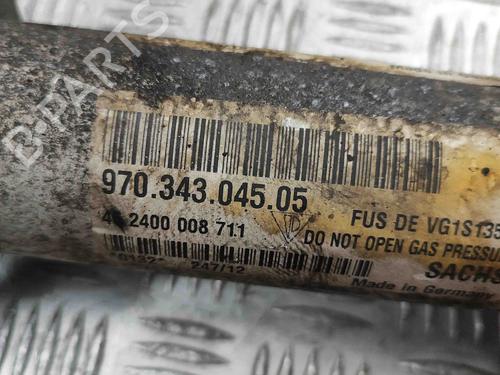 B-PARTS
970.343.045.05
2400 008 711
FUS DE VG1S135
DO NOT OPEN GAS PRESSU
SACHS
247/12
Made in Germany